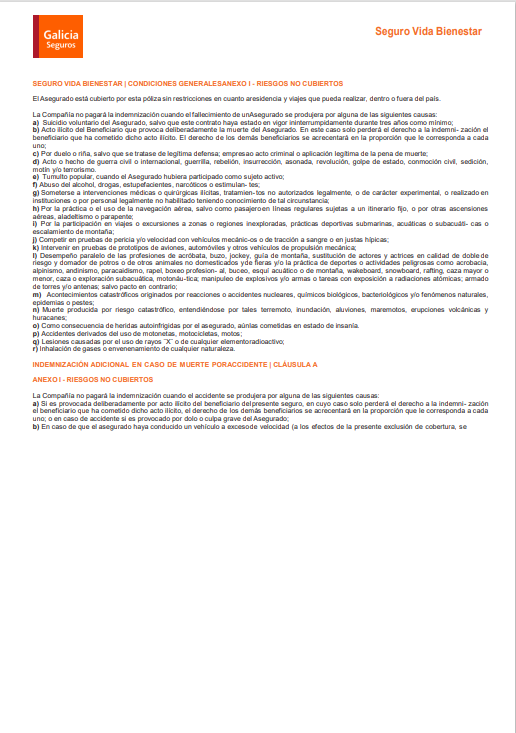 Galicia
Seguros
Seguro Vida Bienestar
SEGURO VIDA BIENESTAR | CONDICIONES GENERALESANEXO I - RIESGOS NO CUBIERTOS
El Asegurado está cubierto por esta póliza sin restricciones en cuanto aresidencia y viajes que pueda realizar, dentro o fuera del país.
La Compañía no pagará la indemnización cuando el fallecimiento de unAsegurado se produjera por alguna de las siguientes causas:
a) Suicidio voluntario del Asegurado, salvo que este contrato haya estado en vigor ininterrumpidamente durante tres años como mínimo;
b) Acto ilícito del Beneficiario que provoca deliberadamente la muerte del Asegurado. En este caso solo perderá el derecho a la indemni- zación el
beneficiario que ha cometido dicho acto ilícito. El derecho de los demás beneficiarios se acrecentará en la proporción que le corresponda a cada
uno;
c) Por duelo o riña, salvo que se tratase de legítima defensa; empresao acto criminal o aplicación legítima de la pena de muerte;
d) Acto o hecho de guerra civil o internacional, guerrilla, rebelión, insurrección, asonada, revolución, golpe de estado, conmoción civil, sedición,
motín y/o terrorismo.
e) Tumulto popular, cuando el Asegurado hubiera participado como sujeto activo;
f) Abuso del alcohol, drogas, estupefacientes, narcóticos o estimulan- tes;
g) Someterse a intervenciones médicas o quirúrgicas ilícitas, tratamien- tos no autorizados legalmente, o de carácter experimental, o realizado en
instituciones o por personal legalmente no habilitado teniendo conocimiento de tal circunstancia;
h) Por la práctica o el uso de la navegación aérea, salvo como pasajeroen líneas regulares sujetas a un itinerario fijo, o por otras ascensiones
aéreas, aladeltismo o parapente;
i) Por la participación en viajes o excursiones a zonas o regiones inexploradas, prácticas deportivas submarinas, acuáticas o subacuáti- cas o
escalamiento de montaña;
j) Competir en pruebas de pericia y/o velocidad con vehículos mecánic-os o de tracción a sangre o en justas hípicas;
k) Intervenir en pruebas de prototipos de aviones, automóviles y otros vehículos de propulsión mecánica;
l) Desempeño paralelo de las profesiones de acróbata, buzo, jockey, guía de montaña, sustitución de actores y actrices en calidad de doble de
riesgo y domador de potros o de otros animales no domesticados y de fieras y/o la práctica de deportes o actividades peligrosas como acrobacia,
alpinismo, andinismo, paracaidismo, rapel, boxeo profesion- al, buceo, esquí acuático o de montaña, wakeboard, snowboard, rafting, caza mayor o
menor, caza o exploración subacuática, motonáu-tica; manipuleo de explosivos y/o armas o tareas con exposición a radiaciones atómicas; armado
de torres y/o antenas; salvo pacto en contrario;
m) Acontecimientos catastróficos originados por reacciones o accidentes nucleares, químicos biológicos, bacteriológicos y/o fenómenos naturales,
epidemias o pestes;
n) Muerte producida por riesgo catastrófico, entendiéndose por tales terremoto, inundación, aluviones, maremotos, erupciones volcánicas y
huracanes;
o) Como consecuencia de heridas autoinfrigidas por el asegurado, aúnlas cometidas en estado de insania.
p) Accidentes derivados del uso de motonetas, motocicletas, motos;
q) Lesiones causadas por el uso de rayos ¨X¨ o de cualquier elementoradioactivo;
r) Inhalación de gases o envenenamiento de cualquier naturaleza.
INDEMNIZACIÓN ADICIONAL EN CASO DE MUERTE PORACCIDENTE | CLÁUSULA A
ANEXO I - RIESGOS NO CUBIERTOS
La Compañía no pagará la indemnización cuando el accidente se produjera por alguna de las siguientes causas:
a) Si es provocada deliberadamente por acto ilícito del beneficiario del presente seguro, en cuyo caso solo perderá el derecho a la indemni- zación
el beneficiario que ha cometido dicho acto ilícito, el derecho de los demás beneficiarios se acrecentará en la proporción que le corresponda a cada
uno; o en caso de accidente si es provocado por dolo o culpa grave del Asegurado;
b) En caso de que el asegurado haya conducido un vehículo a excesode velocidad (a los efectos de la presente exclusión de cobertura, se